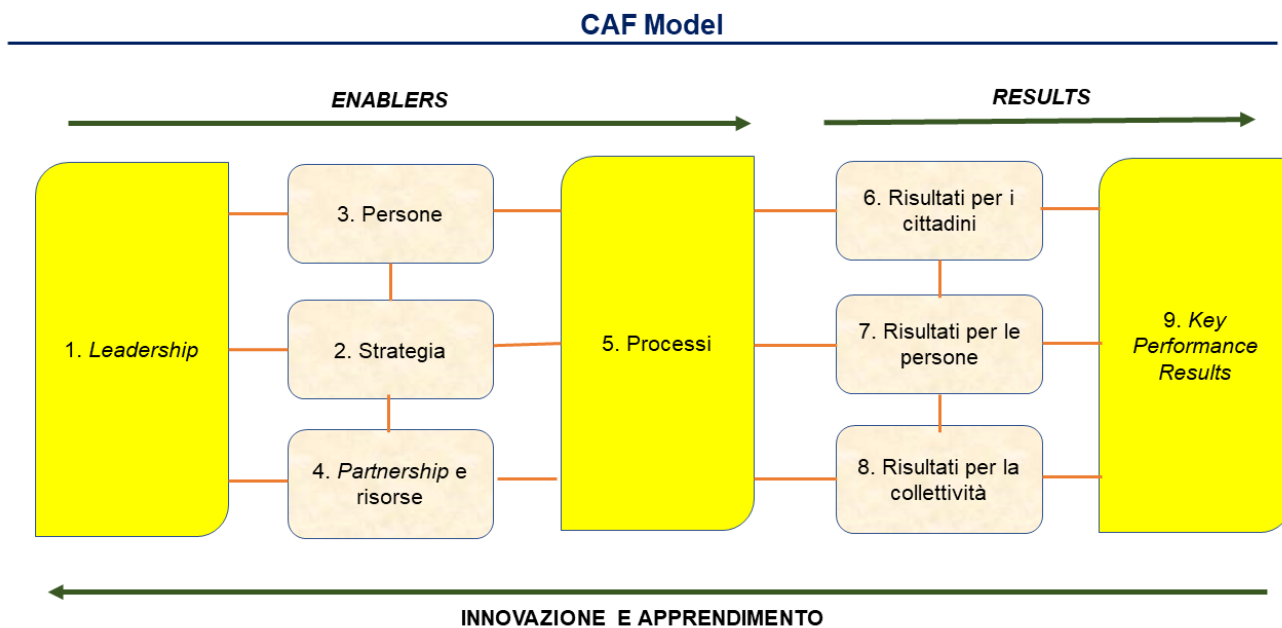 CAF Model
ENABLERS
RESULTS
1. Leadership
3. Persone
2. Strategia
4. Partnership e
risorse
5. Processi
6. Risultati per i
cittadini
7. Risultati per le
persone
8. Risultati per la
collettività
9. Key
Performance
Results
INNOVAZIONE E APPRENDIMENTO